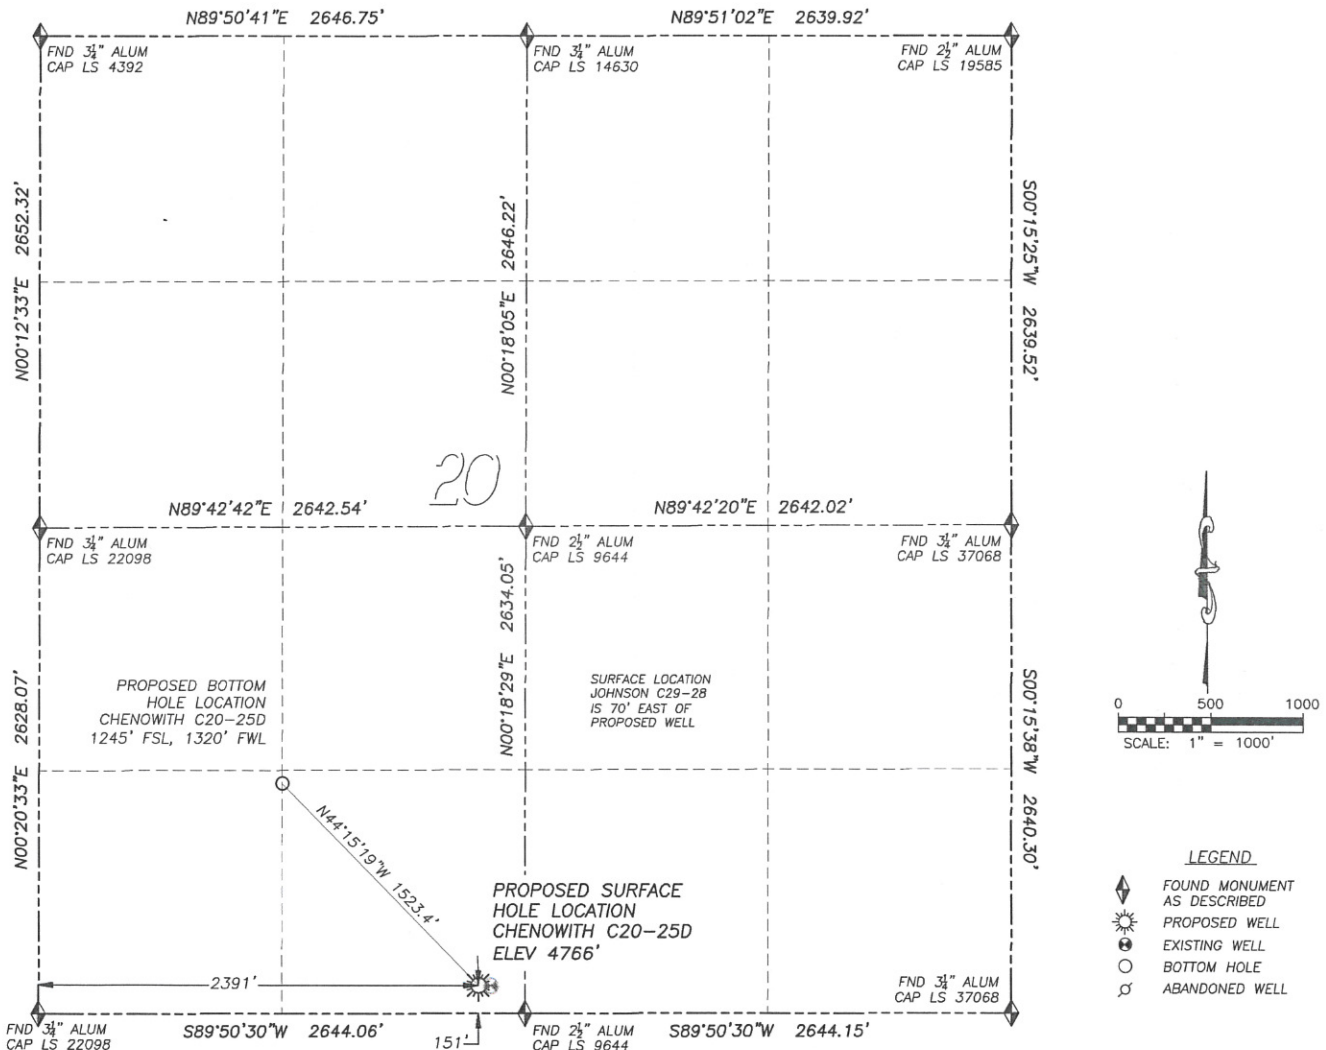 N89°50'41"E 2646.75'
N89°51'02"E 2639.92'
FND 3¼" ALUM
CAP LS 4392
FND 3¼" ALUM
CAP LS 14630
FND 2½" ALUM
CAP LS 19585
N00°12'33"E 2652.32'
N00°18'05"E 2646.22'
S00°15'25"W 2639.52'
20
N89°42'42"E 2642.54'
N89°42'20"E 2642.02'
FND 3¼" ALUM
CAP LS 22098
FND 2½" ALUM
CAP LS 9644
FND 3¼" ALUM
CAP LS 37068
N00°20'33"E 2628.07'
N00°18'29"E 2634.05'
S00°15'38"W 2640.30'
PROPOSED BOTTOM
HOLE LOCATION
CHENOWITH C20-25D
1245' FSL, 1320' FWL
SURFACE LOCATION
JOHNSON C29-28
IS 70' EAST OF
PROPOSED WELL
N44°15'19"W 1523.4'
PROPOSED SURFACE
HOLE LOCATION
CHENOWITH C20-25D
ELEV 4766'
2391'
151'
FND 3¼" ALUM
CAP LS 22098
S89°50'30"W 2644.06'
FND 2½" ALUM
CAP LS 9644
S89°50'30"W 2644.15'
FND 3¼" ALUM
CAP LS 37068
0 500 1000
SCALE: 1" = 1000'
LEGEND
FOUND MONUMENT
AS DESCRIBED
PROPOSED WELL
EXISTING WELL
BOTTOM HOLE
ABANDONED WELL